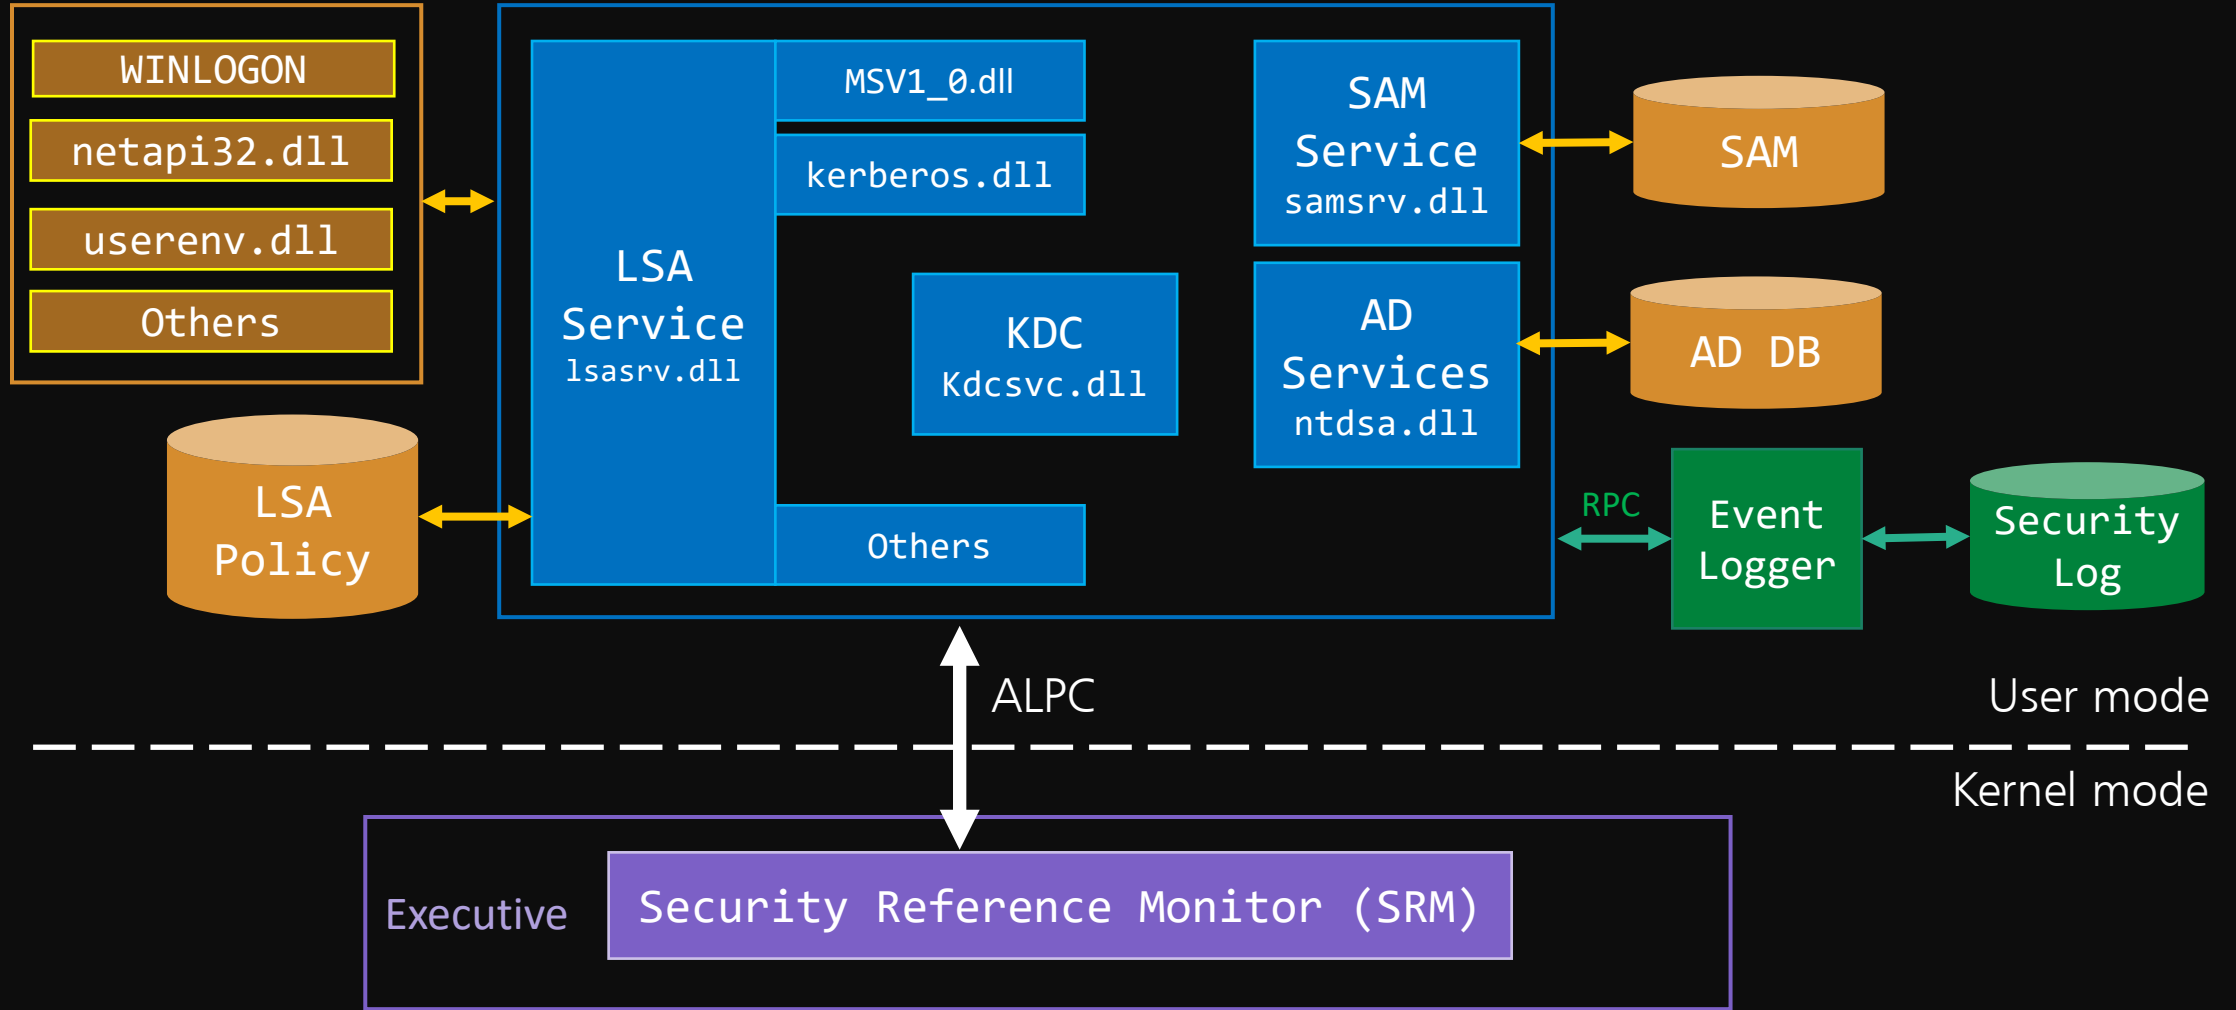 WINLOGON
netapi32.dll
userenv.dll
Others
LSA
Policy
LSA
Service
lsasrv.dll
MSV1_0.dll
kerberos.dll
KDC
Kdcsvc.dll
Others
SAM
Service
samsrv.dll
AD
Services
ntdsa.dll
SAM
AD DB
RPC
Event
Logger
Security
Log
ALPC
User mode
Kernel mode
Executive
Security Reference Monitor (SRM)